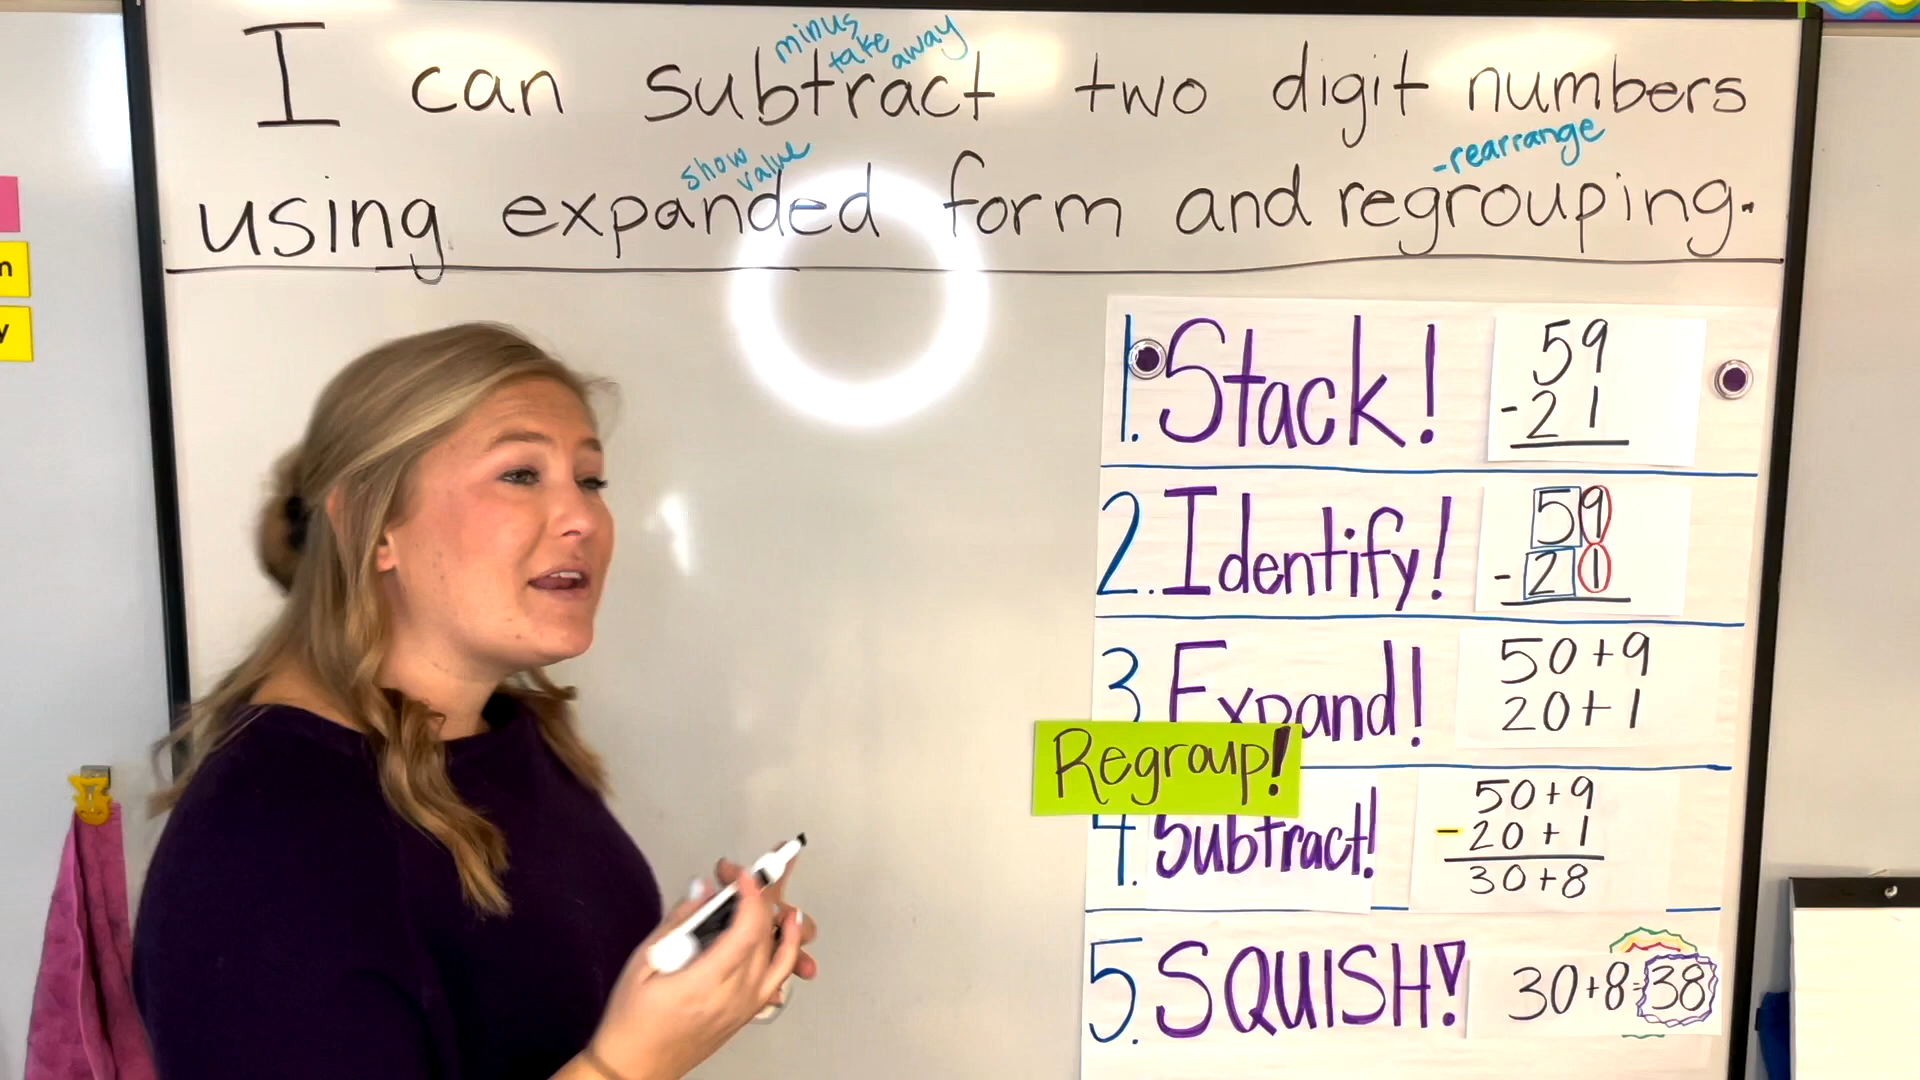 I can subtract two digit numbers
minus
take away
using expanded form and regrouping.
show
value
-rearrange
1. Stack!
59
-21
2. Identify!
59
-21
3 Expand!
50+9
20+1
Regroup!
4. Subtract!
50+9
-20+1
30+8
5. SQUISH!
30+8=38
n
y